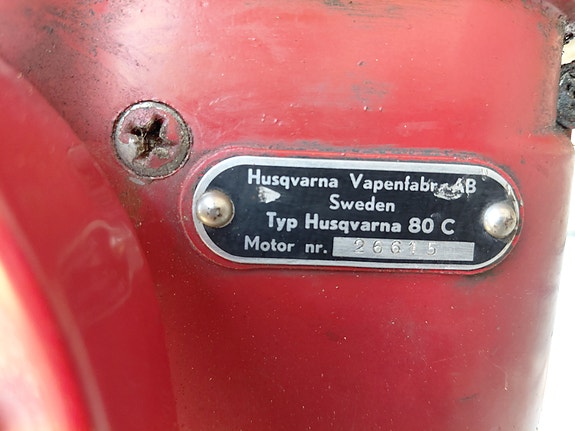 Husqvarna Vapenfabr. AB
Sweden
Typ Husqvarna 80 C
Motor nr. 26615